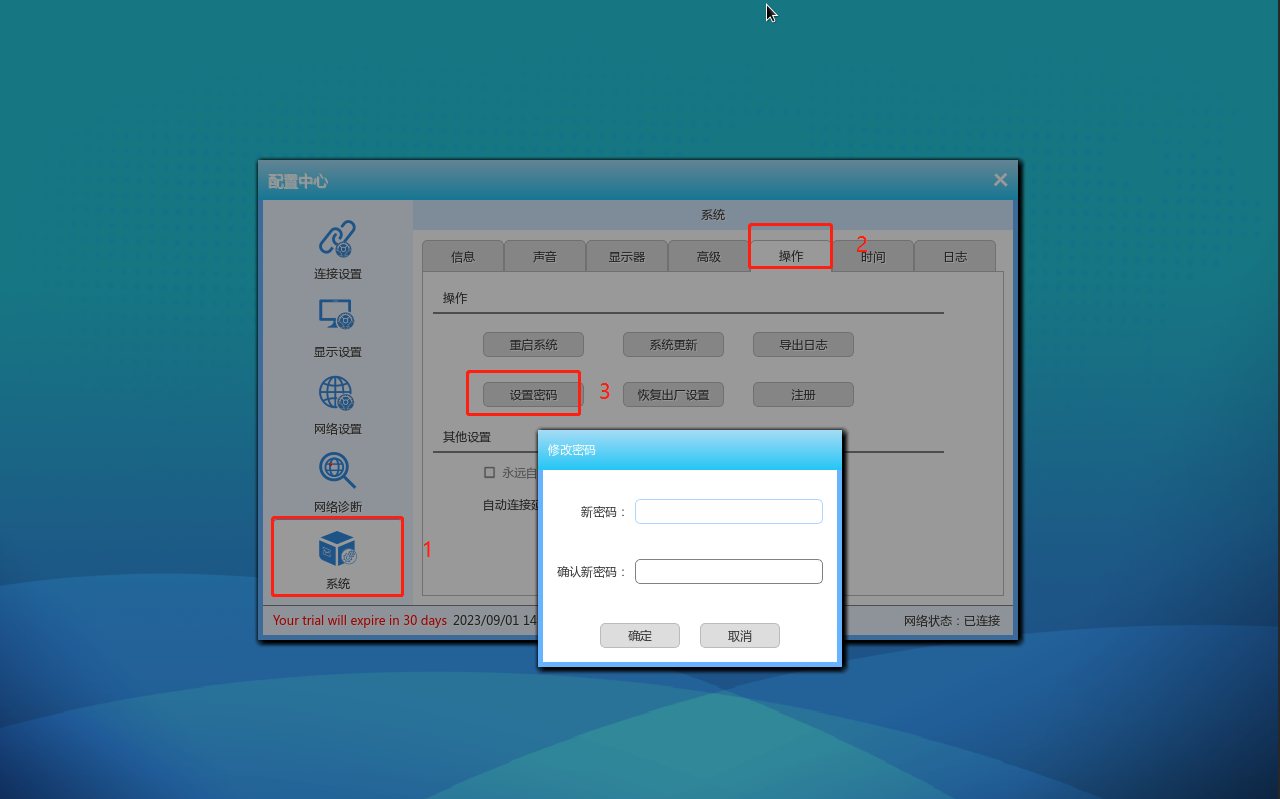 配置中心
系统
连接设置
显示设置
网络设置
网络诊断
系统
1
信息 声音 显示器 高级 操作 2 时间 日志
操作
重启系统 系统更新 导出日志
设置密码 3 恢复出厂设置 注册
其他设置
永远自
自动连接
修改密码
新密码：
确认新密码：
确定 取消
Your trial will expire in 30 days 2023/09/01 14
网络状态：已连接